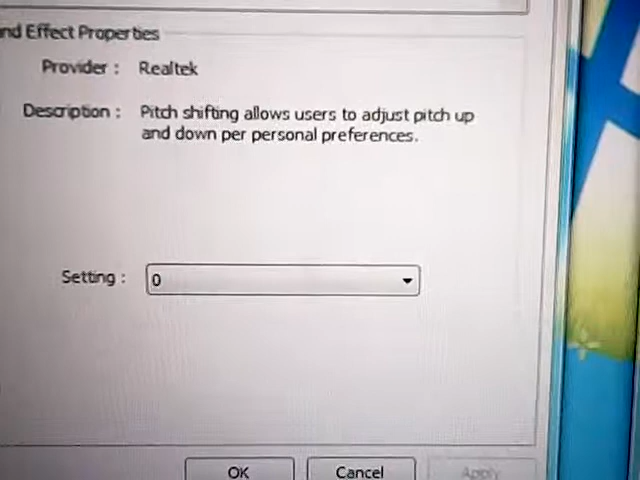 nd Effect Properties
Provider : Realtek
Description : Pitch shifting allows users to adjust pitch up
and down per personal preferences.
Setting : 0
OK Cancel Apply